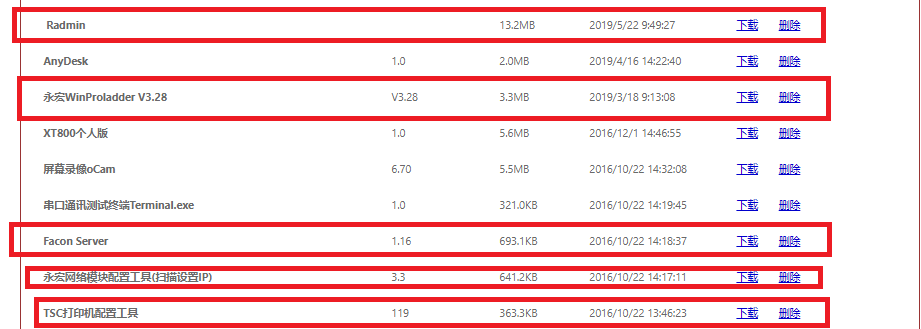 Radmin 13.2MB 2019/5/22 9:49:27 下载 删除
AnyDesk 1.0 2.0MB 2019/4/16 14:22:40 下载 删除
永宏WinProladder V3.28 V3.28 3.3MB 2019/3/18 9:13:08 下载 删除
XT800个人版 1.0 5.6MB 2016/12/1 14:46:55 下载 删除
屏幕录像oCam 6.70 5.5MB 2016/10/22 14:32:08 下载 删除
串口通讯测试终端Terminal.exe 1.0 321.0KB 2016/10/22 14:19:45 下载 删除
Facon Server 1.16 693.1KB 2016/10/22 14:18:37 下载 删除
永宏网络模块配置工具(扫描设置IP) 3.3 641.2KB 2016/10/22 14:17:11 下载 删除
TSC打印机配置工具 119 363.3KB 2016/10/22 13:46:23 下载 删除